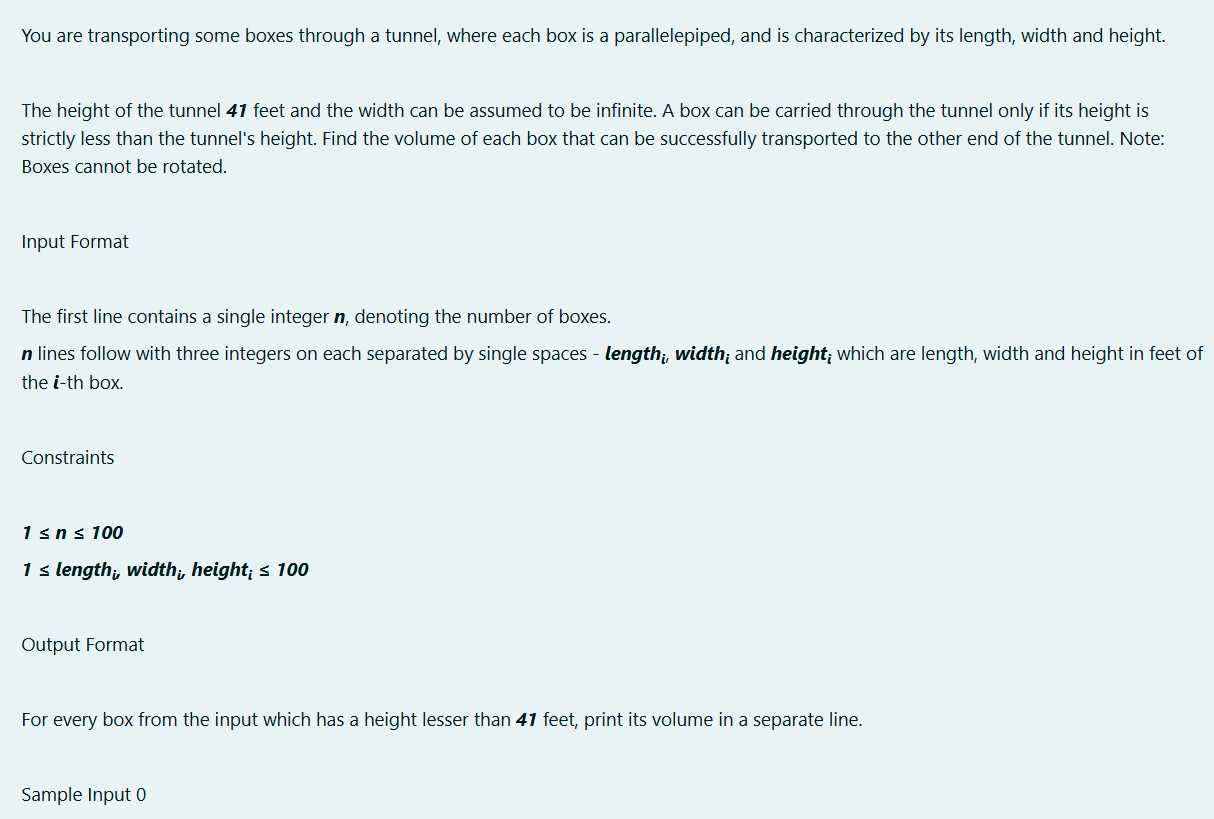 You are transporting some boxes through a tunnel, where each box is a parallelepiped, and is characterized by its length, width and height.
The height of the tunnel 41 feet and the width can be assumed to be infinite. A box can be carried through the tunnel only if its height is
strictly less than the tunnel's height. Find the volume of each box that can be successfully transported to the other end of the tunnel. Note:
Boxes cannot be rotated.
Input Format
The first line contains a single integer n, denoting the number of boxes.
n lines follow with three integers on each separated by single spaces - lengthᵢ, widthᵢ and heightᵢ which are length, width and height in feet of
the i-th box.
Constraints
1 ≤ n ≤ 100
1 ≤ lengthᵢ, widthᵢ, heightᵢ ≤ 100
Output Format
For every box from the input which has a height lesser than 41 feet, print its volume in a separate line.
Sample Input 0